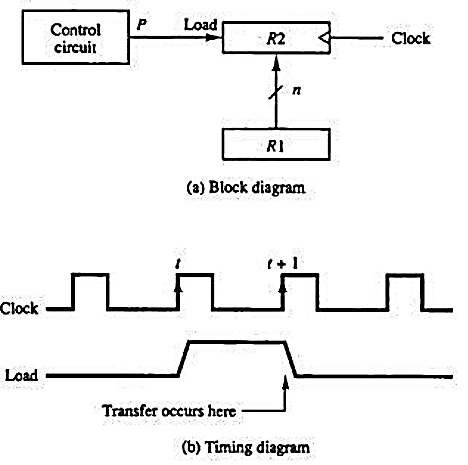 Control
circuit
P
Load
R2
Clock
n
R1
(a) Block diagram
t
t + 1
Clock
Load
Transfer occurs here
(b) Timing diagram